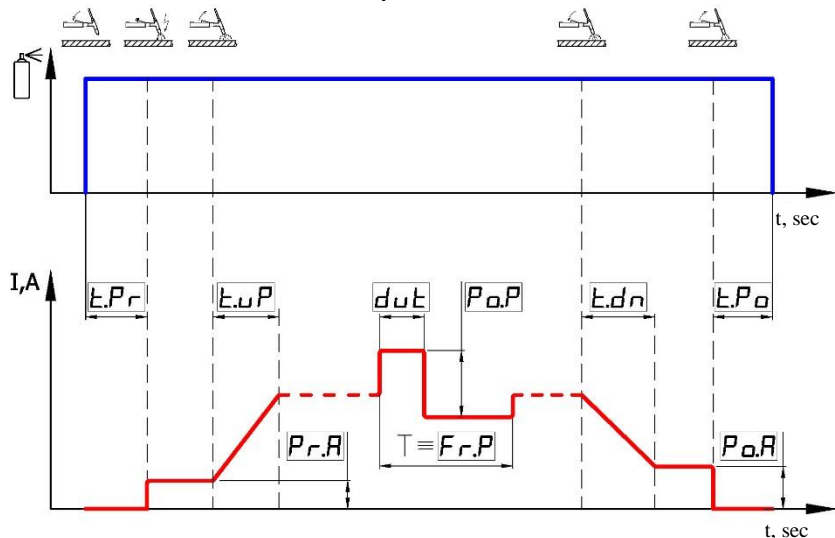 t, sec
I,A
t.Pr
t.uP
dut
Po.P
t.dn
t.Po
Pr.A
T ≡ Fr.P
Po.A
t, sec